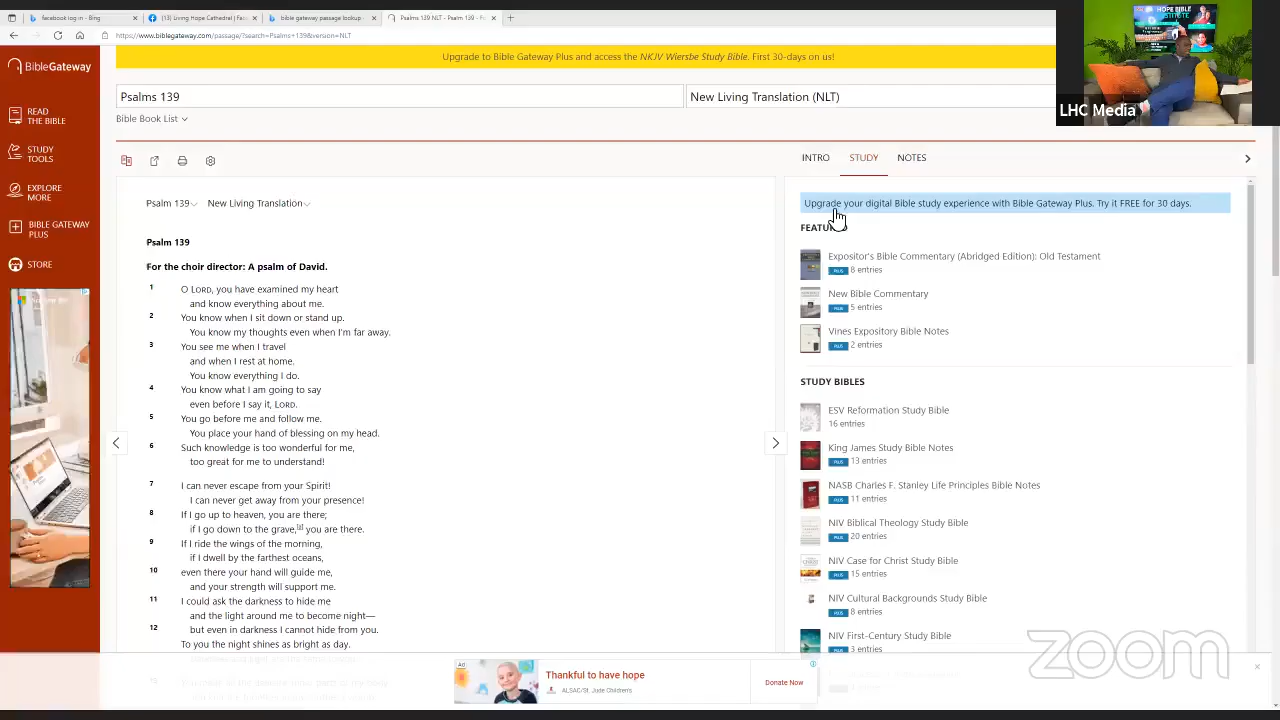 facebook log in - Bing
(13) Living Hope Cathedral | Fac
bible gateway passage lookup -
Psalms 139 NLT - Psalm 139 - Fo
https://www.biblegateway.com/passage/?search=Psalms+139&version=NLT
HOPE BIBLE
LHC Media
BibleGateway
READ
THE BIBLE
STUDY
TOOLS
EXPLORE
MORE
BIBLE GATEWAY
PLUS
STORE
Upgrade to Bible Gateway Plus and access the NKJV Wiersbe Study Bible. First 30-days on us!
Psalms 139
New Living Translation (NLT)
Bible Book List
Psalm 139
New Living Translation
Psalm 139
For the choir director: A psalm of David.
1 O LORD, you have examined my heart
and know everything about me.
2 You know when I sit down or stand up.
You know my thoughts even when I'm far away.
3 You see me when I travel
and when I rest at home.
You know everything I do.
4 You know what I am going to say
even before I say it, LORD.
5 You go before me and follow me.
You place your hand of blessing on my head.
6 Such knowledge is too wonderful for me,
too great for me to understand!
7 I can never escape from your Spirit!
I can never get away from your presence!
8 If I go up to heaven, you are there;
if I go down to the grave,[a] you are there.
9 If I ride the wings of the morning,
if I dwell by the farthest oceans,
10 even there your hand will guide me,
and your strength will support me.
11 I could ask the darkness to hide me
and the light around me to become night—
12 but even in darkness I cannot hide from you.
To you the night shines as bright as day.
INTRO
STUDY
NOTES
Upgrade your digital Bible study experience with Bible Gateway Plus. Try it FREE for 30 days.
FEATURED
Expositor's Bible Commentary (Abridged Edition): Old Testament
PLUS 8 entries
New Bible Commentary
PLUS 5 entries
Vines Expository Bible Notes
PLUS 2 entries
STUDY BIBLES
ESV Reformation Study Bible
16 entries
King James Study Bible Notes
PLUS 13 entries
NASB Charles F. Stanley Life Principles Bible Notes
PLUS 11 entries
NIV Biblical Theology Study Bible
PLUS 20 entries
NIV Case for Christ Study Bible
PLUS 15 entries
NIV Cultural Backgrounds Study Bible
PLUS 8 entries
NIV First-Century Study Bible
PLUS 3 entries
zoom
Ad
Thankful to have hope
ALSAC/St. Jude Children's
Donate Now